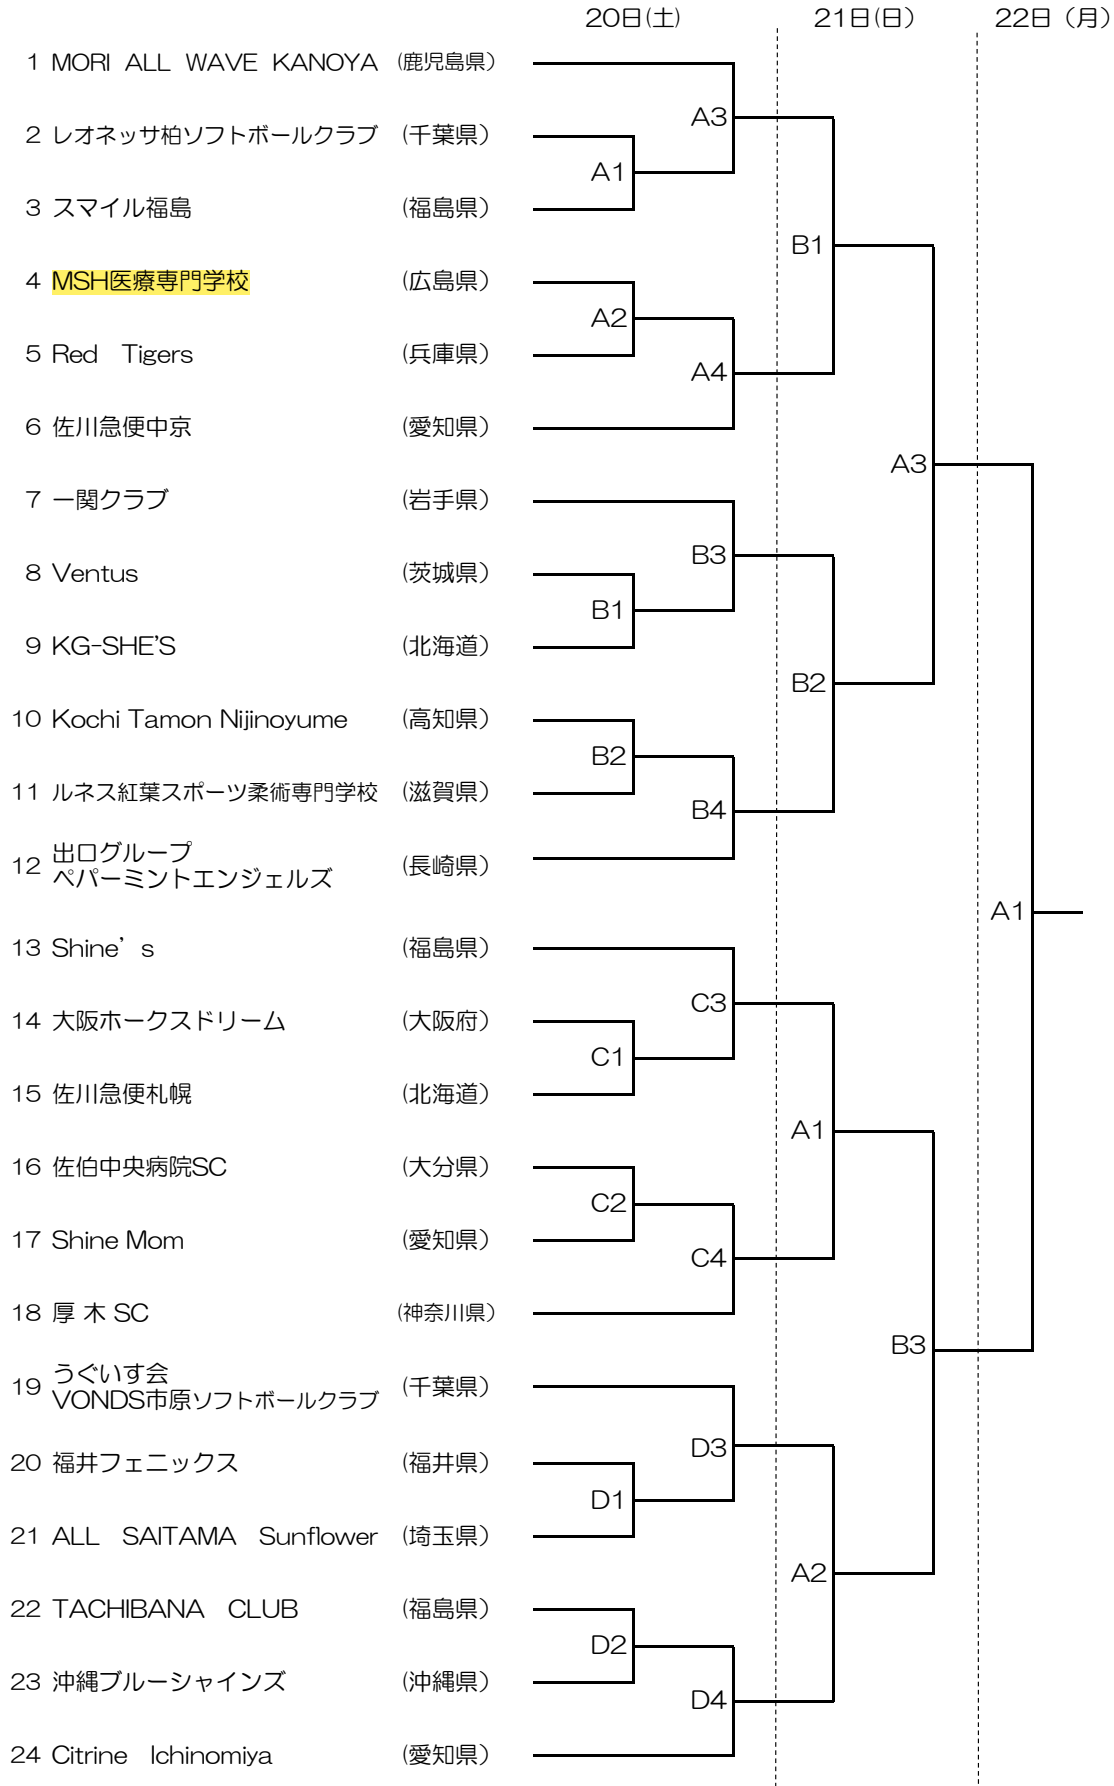 20日(土) 21日(日) 22日(月)
1 MORI ALL WAVE KANOYA (鹿児島県)
A3
2 レオネッサ柏ソフトボールクラブ (千葉県)
A1
3 スマイル福島 (福島県)
B1
4 MSH医療専門学校 (広島県)
A2
5 Red Tigers (兵庫県)
A4
6 佐川急便中京 (愛知県)
A3
7 一関クラブ (岩手県)
B3
8 Ventus (茨城県)
B1
9 KG-SHE'S (北海道)
B2
10 Kochi Tamon Nijinoyume (高知県)
B2
11 ルネス紅葉スポーツ柔術専門学校 (滋賀県)
B4
12 出口グループ
ペパーミントエンジェルズ (長崎県)
A1
13 Shine’s (福島県)
C3
14 大阪ホークスドリーム (大阪府)
C1
15 佐川急便札幌 (北海道)
A1
16 佐伯中央病院SC (大分県)
C2
17 Shine Mom (愛知県)
C4
18 厚 木 SC (神奈川県)
B3
19 うぐいす会
VONDS市原ソフトボールクラブ (千葉県)
D3
20 福井フェニックス (福井県)
D1
21 ALL SAITAMA Sunflower (埼玉県)
A2
22 TACHIBANA CLUB (福島県)
D2
23 沖縄ブルーシャインズ (沖縄県)
D4
24 Citrine Ichinomiya (愛知県)